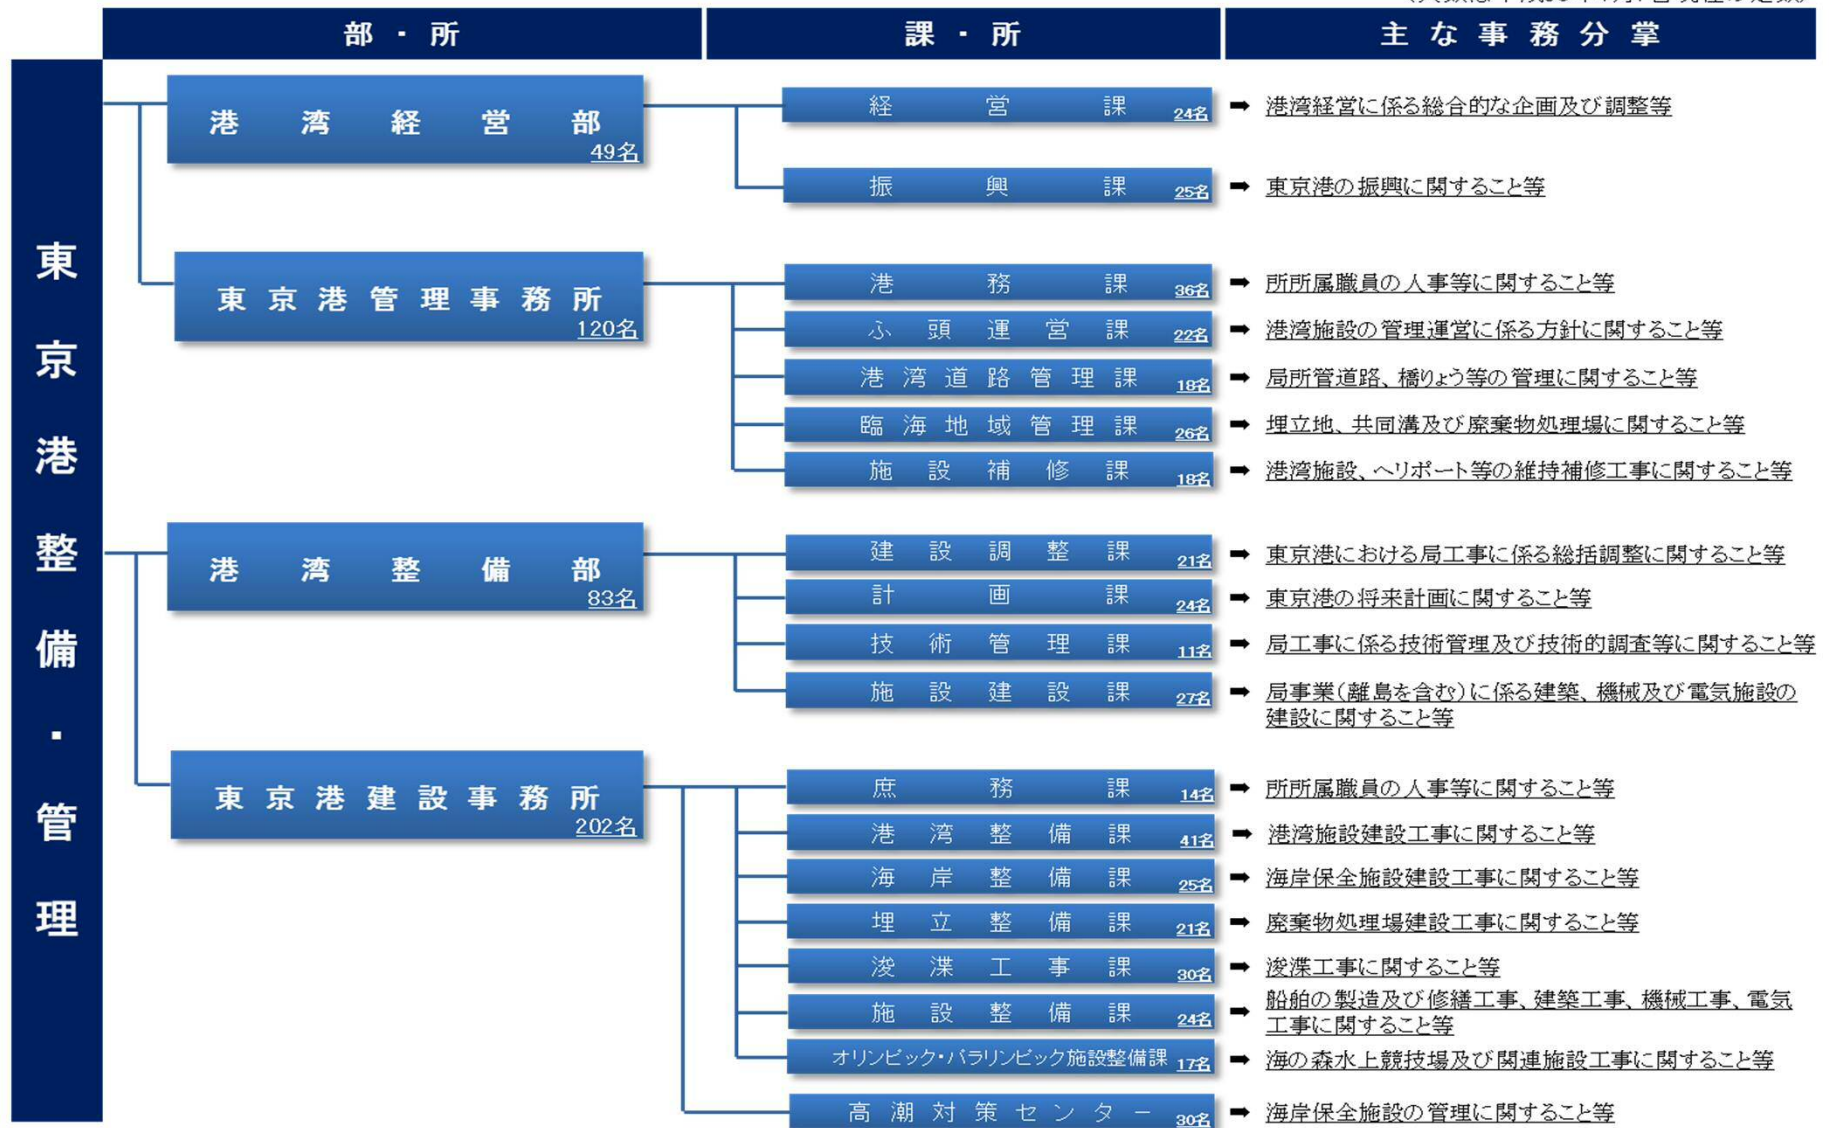 部・所
課・所
主な事務分掌
東京港整備・管理
港湾経営部
49名
経営課 24名 ➡ 港湾経営に係る総合的な企画及び調整等
振興課 25名 ➡ 東京港の振興に関すること等
東京港管理事務所
120名
港務課 36名 ➡ 所所属職員の人事等に関すること等
ふ頭運営課 22名 ➡ 港湾施設の管理運営に係る方針に関すること等
港湾道路管理課 18名 ➡ 局所管道路、橋りょう等の管理に関すること等
臨海地域管理課 26名 ➡ 埋立地、共同溝及び廃棄物処理場に関すること等
施設補修課 18名 ➡ 港湾施設、ヘリポート等の維持補修工事に関すること等
港湾整備部
83名
建設調整課 21名 ➡ 東京港における局工事に係る総括調整に関すること等
計画課 24名 ➡ 東京港の将来計画に関すること等
技術管理課 11名 ➡ 局工事に係る技術管理及び技術的調査等に関すること等
施設建設課 27名 ➡ 局事業(離島を含む)に係る建築、機械及び電気施設の
建設に関すること等
東京港建設事務所
202名
庶務課 14名 ➡ 所所属職員の人事等に関すること等
港湾整備課 41名 ➡ 港湾施設建設工事に関すること等
海岸整備課 25名 ➡ 海岸保全施設建設工事に関すること等
埋立整備課 21名 ➡ 廃棄物処理場建設工事に関すること等
浚渫工事課 30名 ➡ 浚渫工事に関すること等
施設整備課 24名 ➡ 船舶の製造及び修繕工事、建築工事、機械工事、電気
工事に関すること等
オリンピック・パラリンピック施設整備課 17名 ➡ 海の森水上競技場及び関連施設工事に関すること等
高潮対策センター 30名 ➡ 海岸保全施設の管理に関すること等